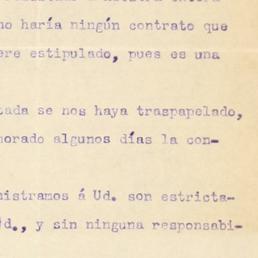 no haría ningún contrato que
ere estipulado, pues es una
ada se nos haya traspapelado,
morado algunos días la con-
nistramos á Ud. son estricta-
d., y sin ninguna responsabi-